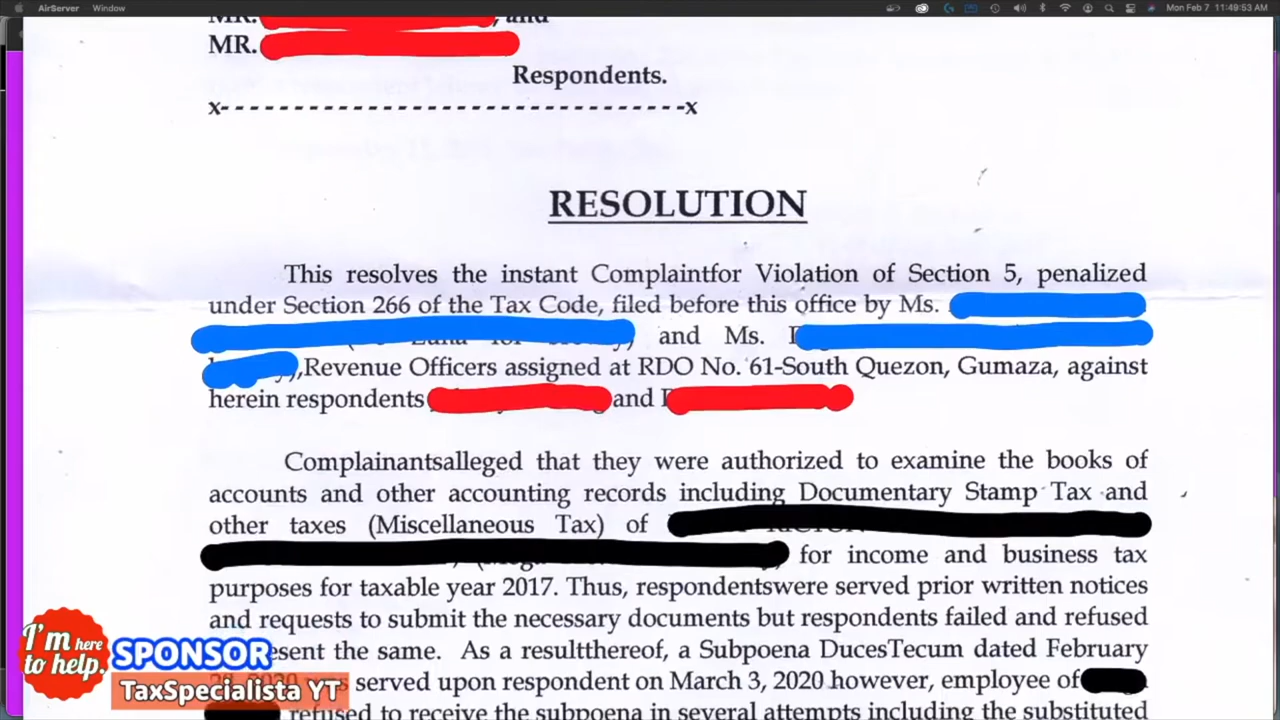 AirServer Window Mon Feb 7 11:49:53 AM
MR. , and
MR.
Respondents.
x- - - - - - - - - - - - - - - - - - - - - - - - - - - - - - -x
RESOLUTION
This resolves the instant Complaintfor Violation of Section 5, penalized
under Section 266 of the Tax Code, filed before this office by Ms.
and Ms.
),Revenue Officers assigned at RDO No. 61-South Quezon, Gumaza, against
herein respondents and
Complainantsalleged that they were authorized to examine the books of
accounts and other accounting records including Documentary Stamp Tax and
other taxes (Miscellaneous Tax) of
for income and business tax
purposes for taxable year 2017. Thus, respondentswere served prior written notices
and requests to submit the necessary documents but respondents failed and refused
same. As a resultthereof, a Subpoena DucesTecum dated February
served upon respondent on March 3, 2020 however, employee of
refused to receive the subpoena in several attempts including the substituted
I'm here
to help.
SPONSOR
TaxSpecialista YT